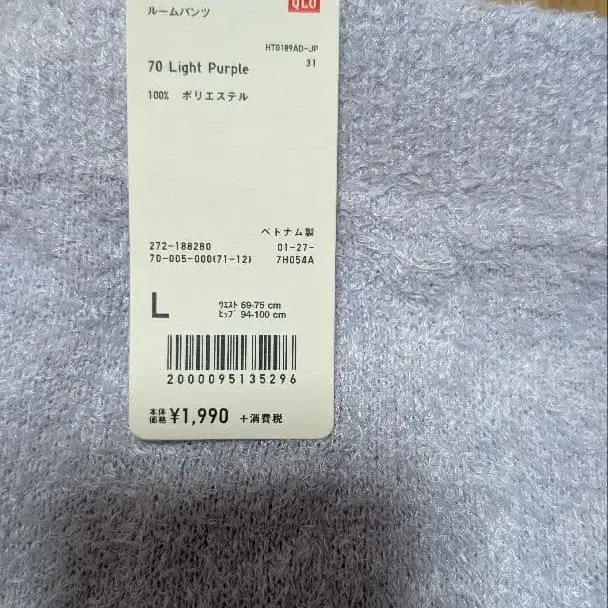 QLO
ルームパンツ
HT0189AD-JP
31
70 Light Purple
100% ポリエステル
ベトナム製
272-188280 01-27-
70-005-000(71-12) 7H054A
L
ウエスト 69-75 cm
ヒップ 94-100 cm
2000095135296
本体価格 ¥1,990 +消費税